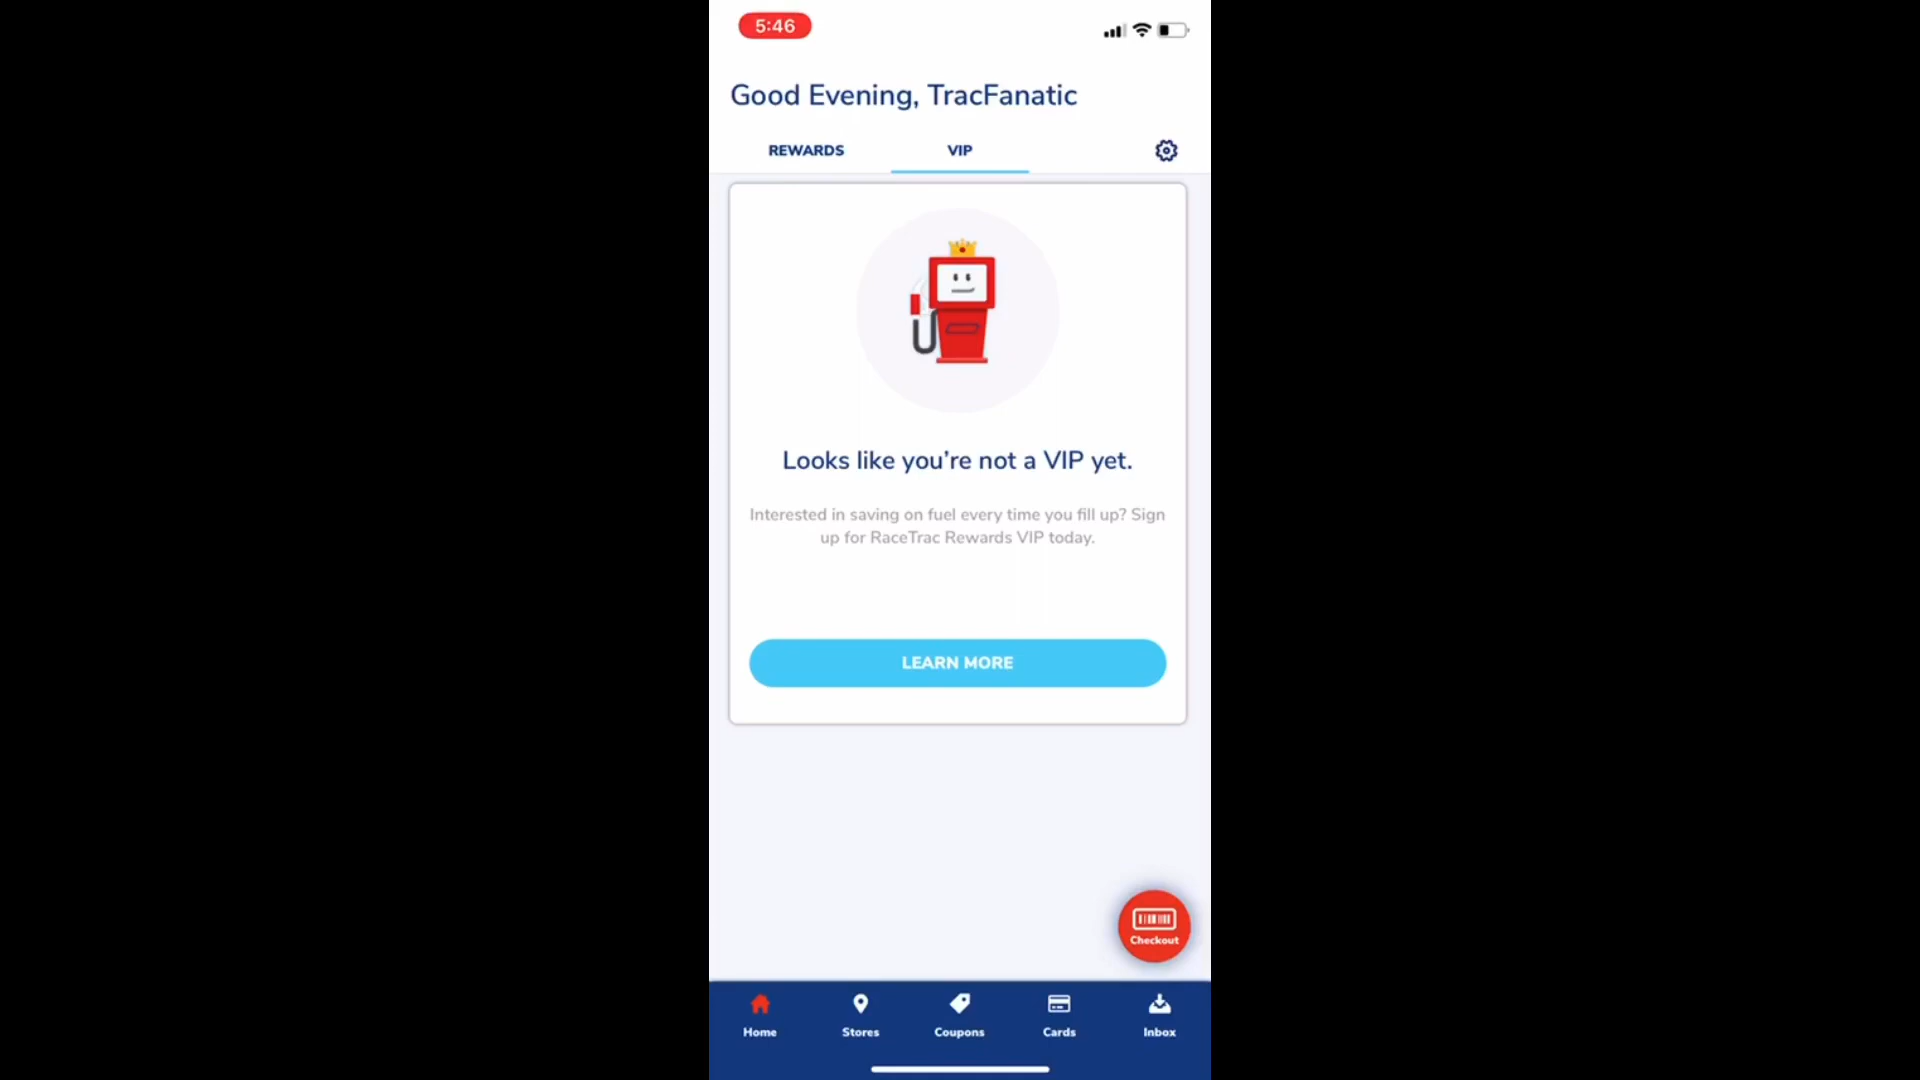 5:46
Good Evening, TracFanatic
REWARDS VIP
Looks like you’re not a VIP yet.
Interested in saving on fuel every time you fill up? Sign
up for RaceTrac Rewards VIP today.
LEARN MORE
Checkout
Home Stores Coupons Cards Inbox